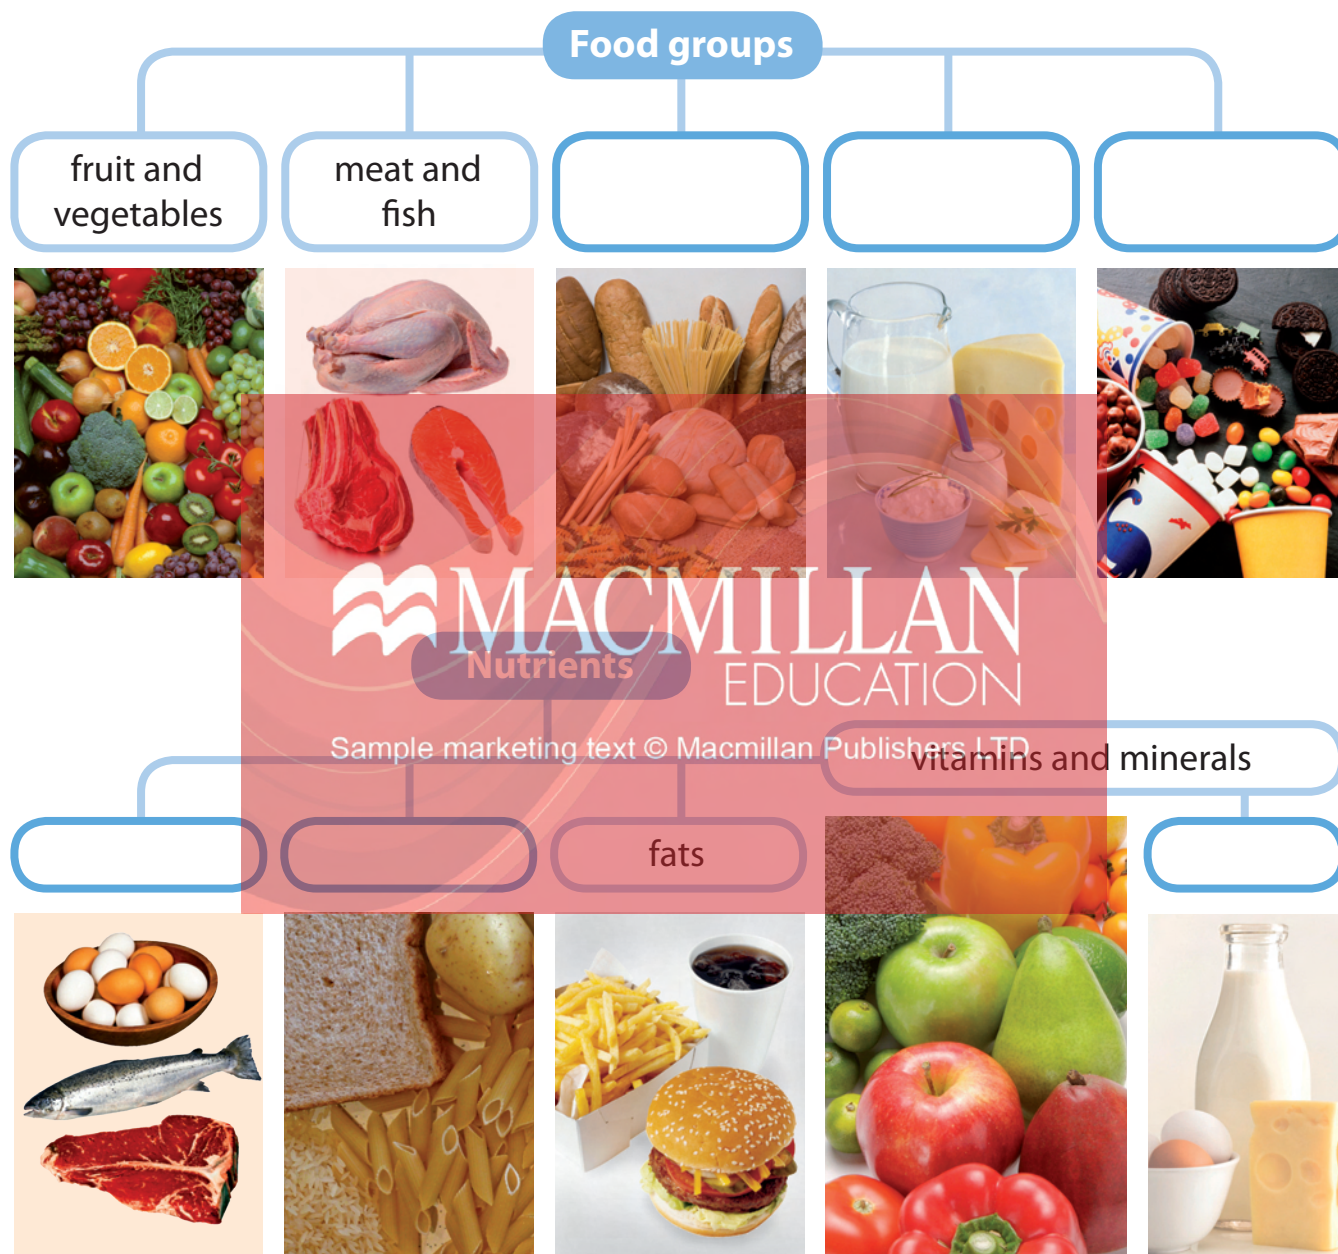 Food groups
fruit and
vegetables
meat and
fish
MACMILLAN
EDUCATION
Nutrients
Sample marketing text © Macmillan Publishers LTD
vitamins and minerals
fats